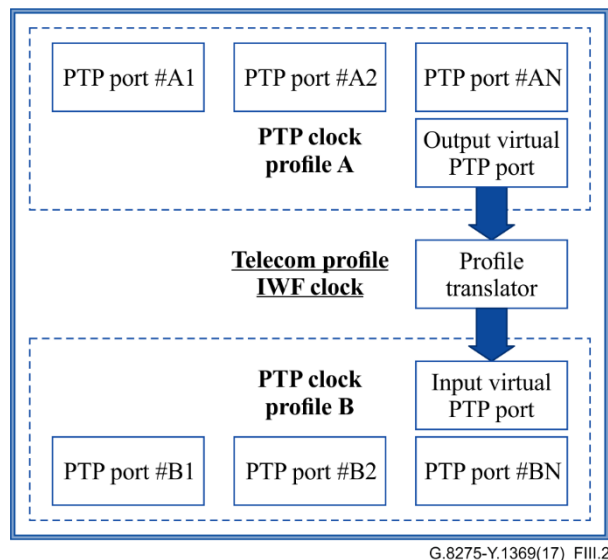 PTP port #A1
PTP port #A2
PTP port #AN
PTP clock
profile A
Output virtual
PTP port
Telecom profile
IWF clock
Profile
translator
PTP clock
profile B
Input virtual
PTP port
PTP port #B1
PTP port #B2
PTP port #BN
G.8275-Y.1369(17)_FIII.2